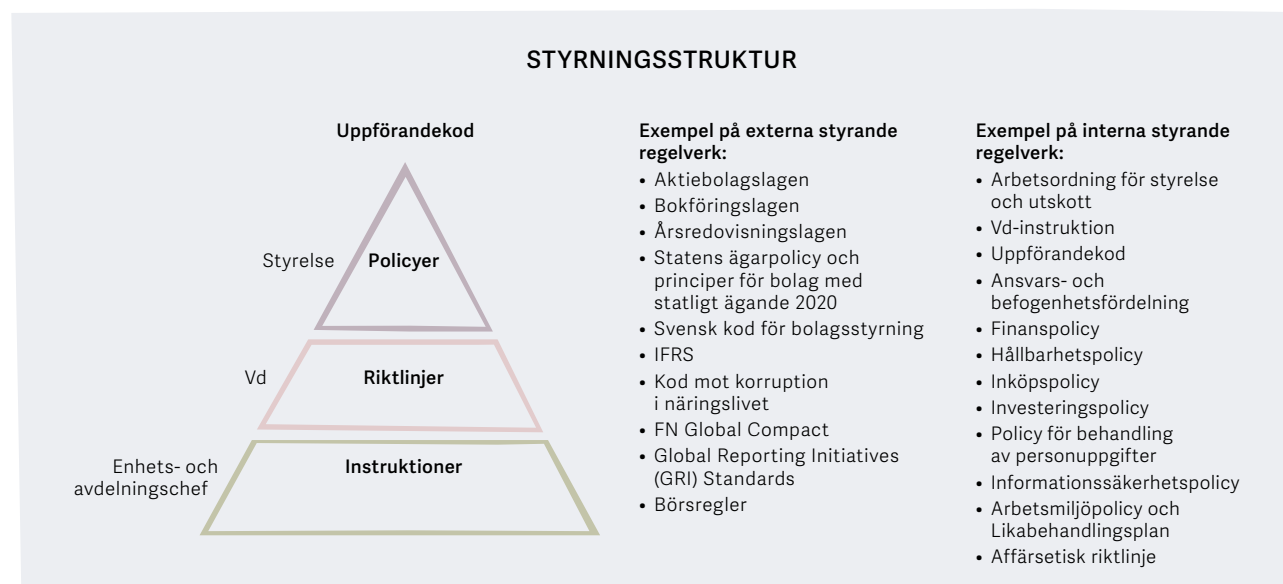 STYRNINGSSTRUKTUR
Uppförandekod
Styrelse
Policyer
Vd
Riktlinjer
Enhets- och
avdelningschef
Instruktioner
Exempel på externa styrande
regelverk:
• Aktiebolagslagen
• Bokföringslagen
• Årsredovisningslagen
• Statens ägarpolicy och
principer för bolag med
statligt ägande 2020
• Svensk kod för bolagsstyrning
• IFRS
• Kod mot korruption
i näringslivet
• FN Global Compact
• Global Reporting Initiatives
(GRI) Standards
• Börsregler
Exempel på interna styrande
regelverk:
• Arbetsordning för styrelse
och utskott
• Vd-instruktion
• Uppförandekod
• Ansvars- och
befogenhetsfördelning
• Finanspolicy
• Hållbarhetspolicy
• Inköpspolicy
• Investeringspolicy
• Policy för behandling
av personuppgifter
• Informationssäkerhetspolicy
• Arbetsmiljöpolicy och
Likabehandlingsplan
• Affärsetisk riktlinje